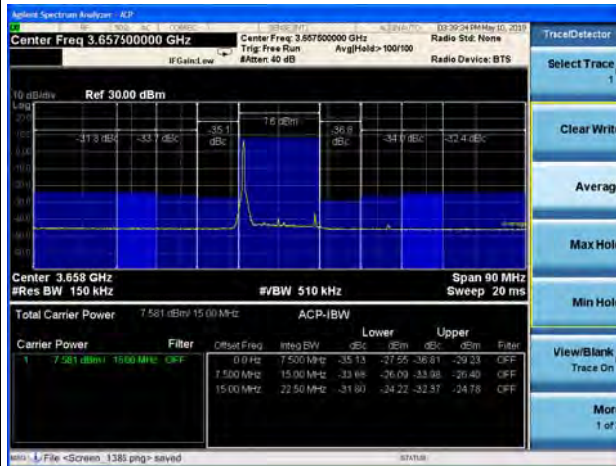 Agilent Spectrum Analyzer - ACP
Center Freq 3.657500000 GHz
Center Freq: 3.657500000 GHz
03:39:34 PM May 10, 2019
Radio Std: None
Trig: Free Run
Avg|Hold:>100/100
IFGain:Low
#Atten: 40 dB
Radio Device: BTS
10 dB/div
Ref 30.00 dBm
Log
7.6 dBm
-31.8 dBc
-33.7 dBc
-35.1 dBc
-36.8 dBc
-34.0 dBc
-32.4 dBc
Center 3.658 GHz
Span 90 MHz
#Res BW 150 kHz
#VBW 510 kHz
Sweep 20 ms
Total Carrier Power 7.581 dBm/ 15.00 MHz
ACP-IBW
Lower Upper
Carrier Power Filter
Offset Freq Integ BW dBc dBm dBc dBm Filter
1 7.581 dBm / 15.00 MHz OFF
0.0 Hz 7.500 MHz -35.13 -27.55 -36.81 -29.23 OFF
7.500 MHz 15.00 MHz -33.68 -26.09 -33.98 -26.40 OFF
15.00 MHz 22.50 MHz -31.80 -24.22 -32.37 -24.78 OFF
File <Screen_1385.png> saved
STATUS
Trace/Detector
Select Trace
1
Clear Write
Averag
Max Hol
Min Hol
View/Blank
Trace On
Mor
1 of